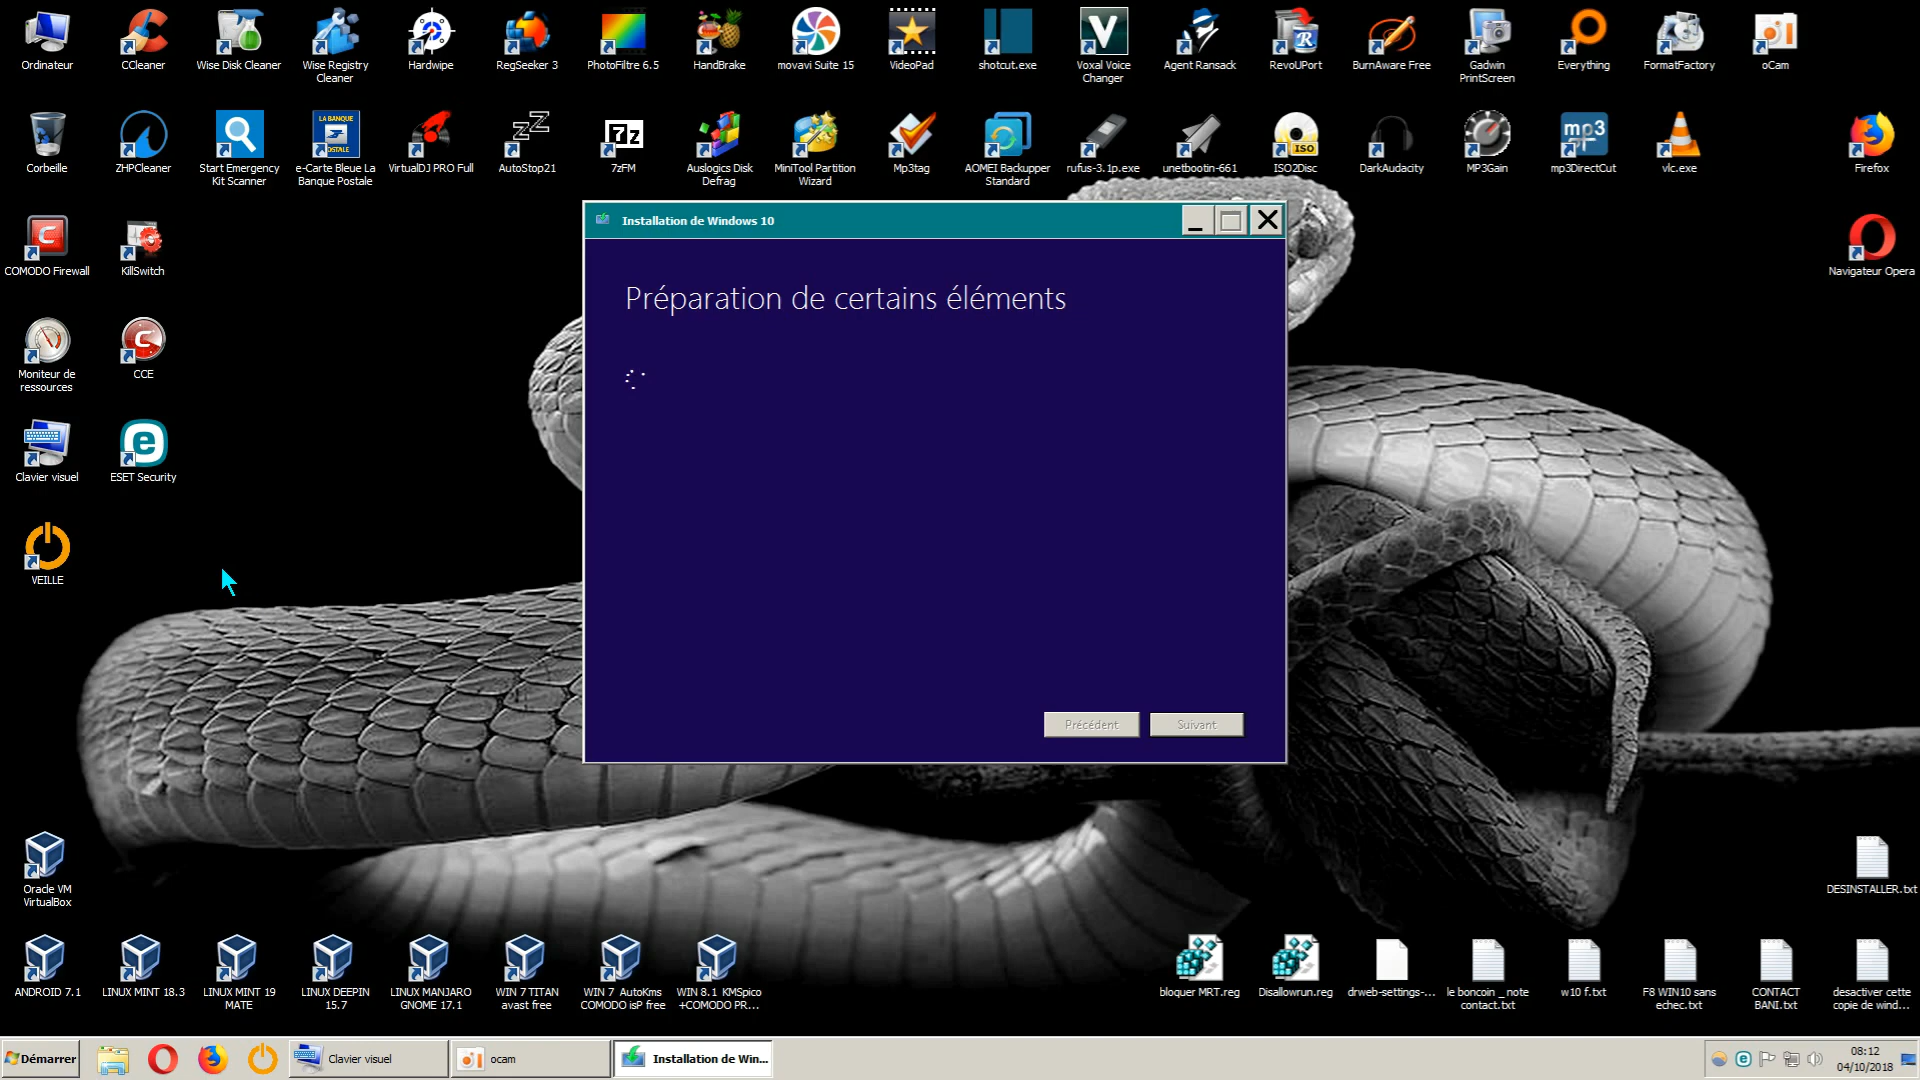 Ordinateur
CCleaner
Wise Disk Cleaner
Wise Registry
Cleaner
Hardwipe
RegSeeker 3
PhotoFiltre 6.5
HandBrake
movavi Suite 15
VideoPad
shotcut.exe
V
Voxal Voice
Changer
Agent Ransack
R
RevoUPort
BurnAware Free
Gadwin
PrintScreen
Everything
FormatFactory
oCam
Corbeille
ZHPCleaner
Start Emergency
Kit Scanner
LA BANQUE
POSTALE
e-Carte Bleue La
Banque Postale
VirtualDJ PRO Full
AutoStop21
7z
7zFM
Auslogics Disk
Defrag
MiniTool Partition
Wizard
Mp3tag
AOMEI Backupper
Standard
rufus-3.1p.exe
unetbootin-661
ISO
ISO2Disc
DarkAudacity
MP3Gain
mp3
mp3DirectCut
vlc.exe
Firefox
COMODO Firewall
KillSwitch
Navigateur Opera
Moniteur de
ressources
CCE
Clavier visuel
ESET Security
VEILLE
Installation de Windows 10
Préparation de certains éléments
Précédent
Suivant
Oracle VM
VirtualBox
DESINSTALLER.txt
ANDROID 7.1
LINUX MINT 18.3
LINUX MINT 19
MATE
LINUX DEEPIN
15.7
LINUX MANJARO
GNOME 17.1
WIN 7 TITAN
avast free
WIN 7 AutoKms
COMODO isP free
WIN 8.1 KMSpico
+COMODO PR...
bloquer MRT.reg
Disallowrun.reg
drweb-settings-...
le boncoin _ note
contact.txt
w10 f.txt
F8 WIN10 sans
echec.txt
CONTACT
BANI.txt
desactiver cette
copie de wind...
Démarrer
Clavier visuel
ocam
Installation de Win...
08:12
04/10/2018